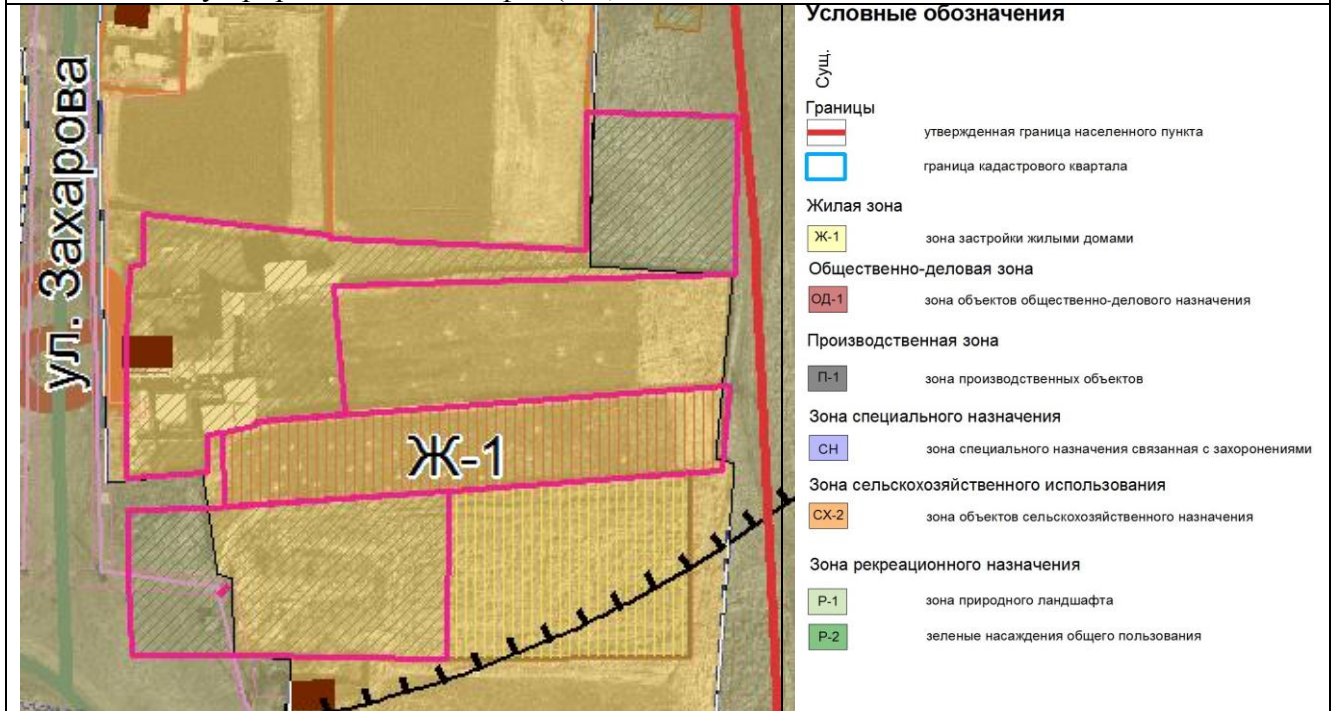 ул. Захарова
Ж-1
Условные обозначения
Сущ.
Границы
утвержденная граница населенного пункта
граница кадастрового квартала
Жилая зона
Ж-1 зона застройки жилыми домами
Общественно-деловая зона
ОД-1 зона объектов общественно-делового назначения
Производственная зона
П-1 зона производственных объектов
Зона специального назначения
СН зона специального назначения связанная с захоронениями
Зона сельскохозяйственного использования
СХ-2 зона объектов сельскохозяйственного назначения
Зона рекреационного назначения
Р-1 зона природного ландшафта
Р-2 зеленые насаждения общего пользования